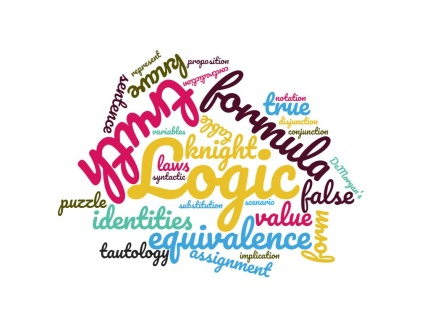 represent
proposition
contradiction
knave
sentence
truth
formula
notation
true
disjunction
conjunction
variables
table
knight
DeMorgan's
laws
syntactic
Logic
false
puzzle
substitution
scenario
identities
value
form
equivalence
tautology
assignment
implication